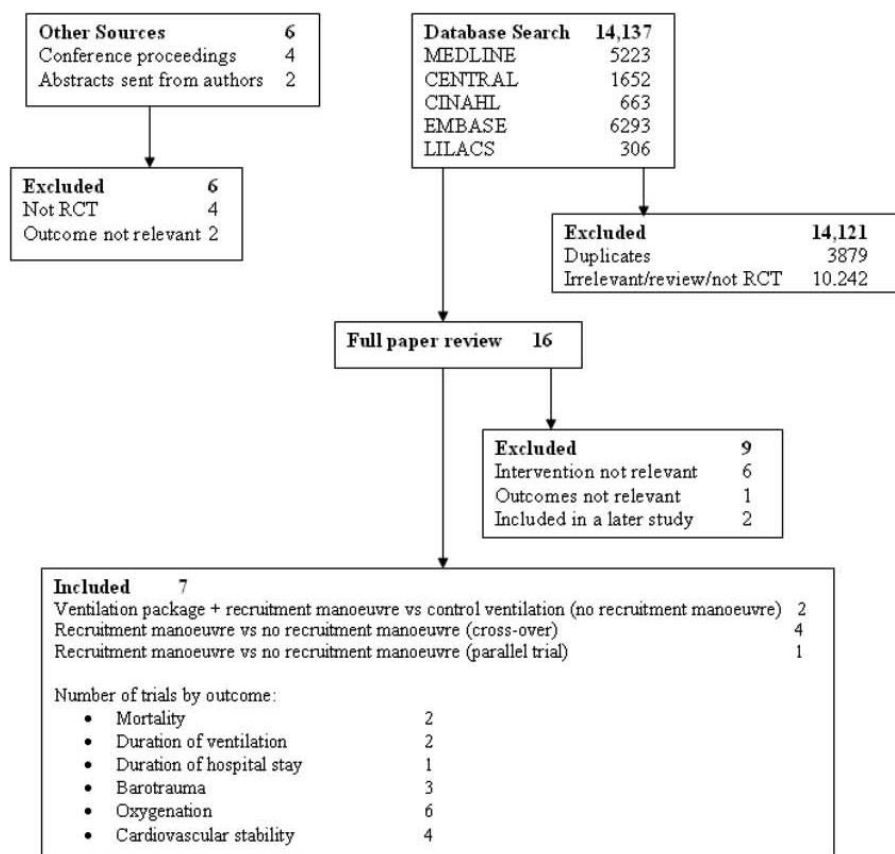 Other Sources 6
Conference proceedings 4
Abstracts sent from authors 2
Database Search 14,137
MEDLINE 5223
CENTRAL 1652
CINAHL 663
EMBASE 6293
LILACS 306
Excluded 6
Not RCT 4
Outcome not relevant 2
Excluded 14,121
Duplicates 3879
Irrelevant/review/not RCT 10.242
Full paper review 16
Excluded 9
Intervention not relevant 6
Outcomes not relevant 1
Included in a later study 2
Included 7
Ventilation package + recruitment manoeuvre vs control ventilation (no recruitment manoeuvre) 2
Recruitment manoeuvre vs no recruitment manoeuvre (cross-over) 4
Recruitment manoeuvre vs no recruitment manoeuvre (parallel trial) 1
Number of trials by outcome:
• Mortality 2
• Duration of ventilation 2
• Duration of hospital stay 1
• Barotrauma 3
• Oxygenation 6
• Cardiovascular stability 4